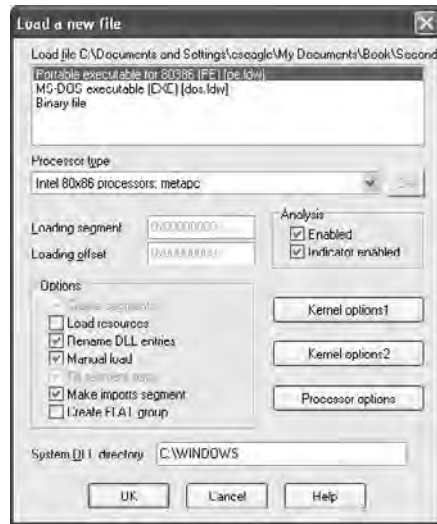 Load a new file
Load file C:\Documents and Settings\cseagle\My Documents\Book\Second
Portable executable for 80386 (PE) [pe.ldw]
MS-DOS executable (EXE) [dos.ldw]
Binary file
Processor type
Intel 80x86 processors: metapc
Set
Analysis
Loading segment 0x00000000
Enabled
Loading offset 0x00000000
Indicator enabled
Options
Create segments
Load resources
Kernel options1
Rename DLL entries
Manual load
Kernel options2
Fill segment gaps
Make imports segment
Processor options
Create FLAT group
System DLL directory C:\WINDOWS
OK Cancel Help